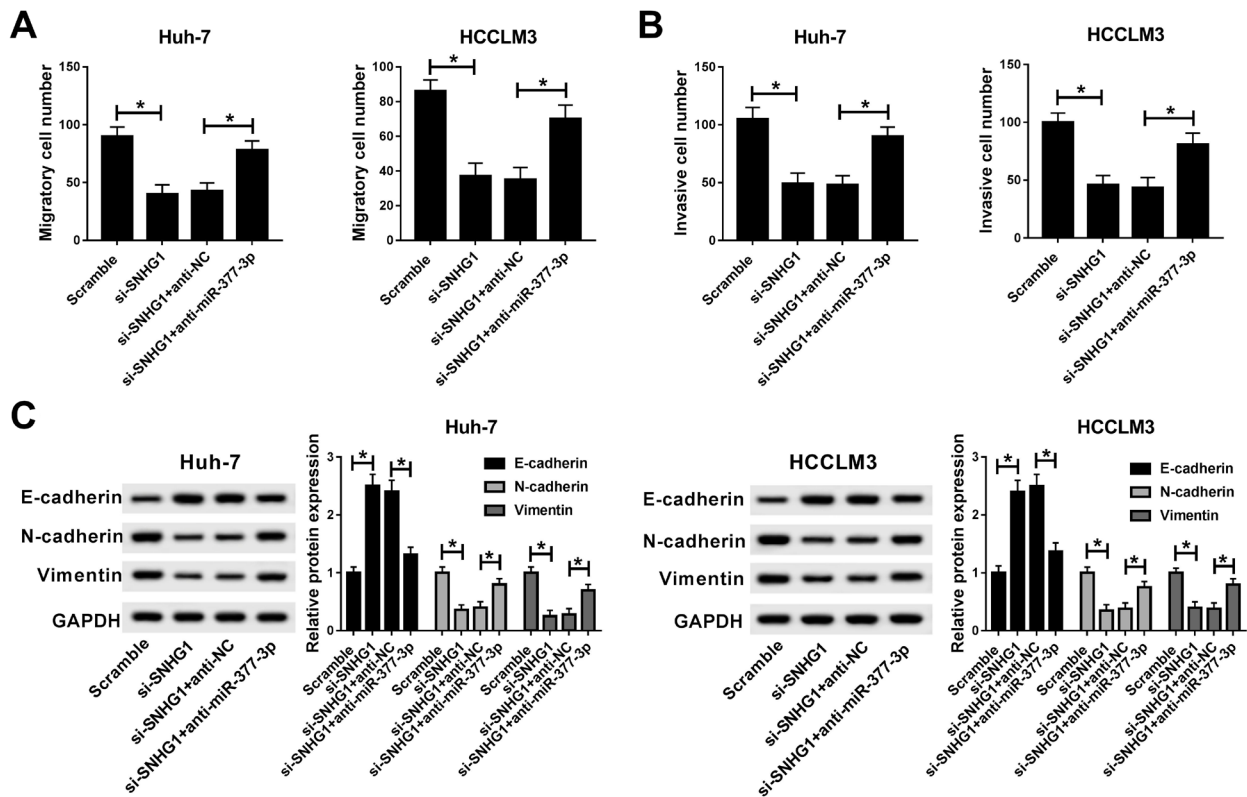 A
Huh-7
Migratory cell number
150
100
50
0
*
*
Scramble
si-SNHG1
si-SNHG1+anti-NC
si-SNHG1+anti-miR-377-3p
HCCLM3
Migratory cell number
100
80
60
40
20
0
*
*
Scramble
si-SNHG1
si-SNHG1+anti-NC
si-SNHG1+anti-miR-377-3p
B
Huh-7
Invasive cell number
150
100
50
0
*
*
Scramble
si-SNHG1
si-SNHG1+anti-NC
si-SNHG1+anti-miR-377-3p
HCCLM3
Invasive cell number
150
100
50
0
*
*
Scramble
si-SNHG1
si-SNHG1+anti-NC
si-SNHG1+anti-miR-377-3p
C
Huh-7
E-cadherin
N-cadherin
Vimentin
GAPDH
Scramble
si-SNHG1
si-SNHG1+anti-NC
si-SNHG1+anti-miR-377-3p
Huh-7
Relative protein expression
3
2
1
0
*
*
*
*
*
*
E-cadherin
N-cadherin
Vimentin
Scramble
si-SNHG1
si-SNHG1+anti-NC
si-SNHG1+anti-miR-377-3p
Scramble
si-SNHG1
si-SNHG1+anti-NC
si-SNHG1+anti-miR-377-3p
Scramble
si-SNHG1
si-SNHG1+anti-NC
si-SNHG1+anti-miR-377-3p
HCCLM3
E-cadherin
N-cadherin
Vimentin
GAPDH
Scramble
si-SNHG1
si-SNHG1+anti-NC
si-SNHG1+anti-miR-377-3p
HCCLM3
Relative protein expression
3
2
1
0
*
*
*
*
*
*
E-cadherin
N-cadherin
Vimentin
Scramble
si-SNHG1
si-SNHG1+anti-NC
si-SNHG1+anti-miR-377-3p
Scramble
si-SNHG1
si-SNHG1+anti-NC
si-SNHG1+anti-miR-377-3p
Scramble
si-SNHG1
si-SNHG1+anti-NC
si-SNHG1+anti-miR-377-3p